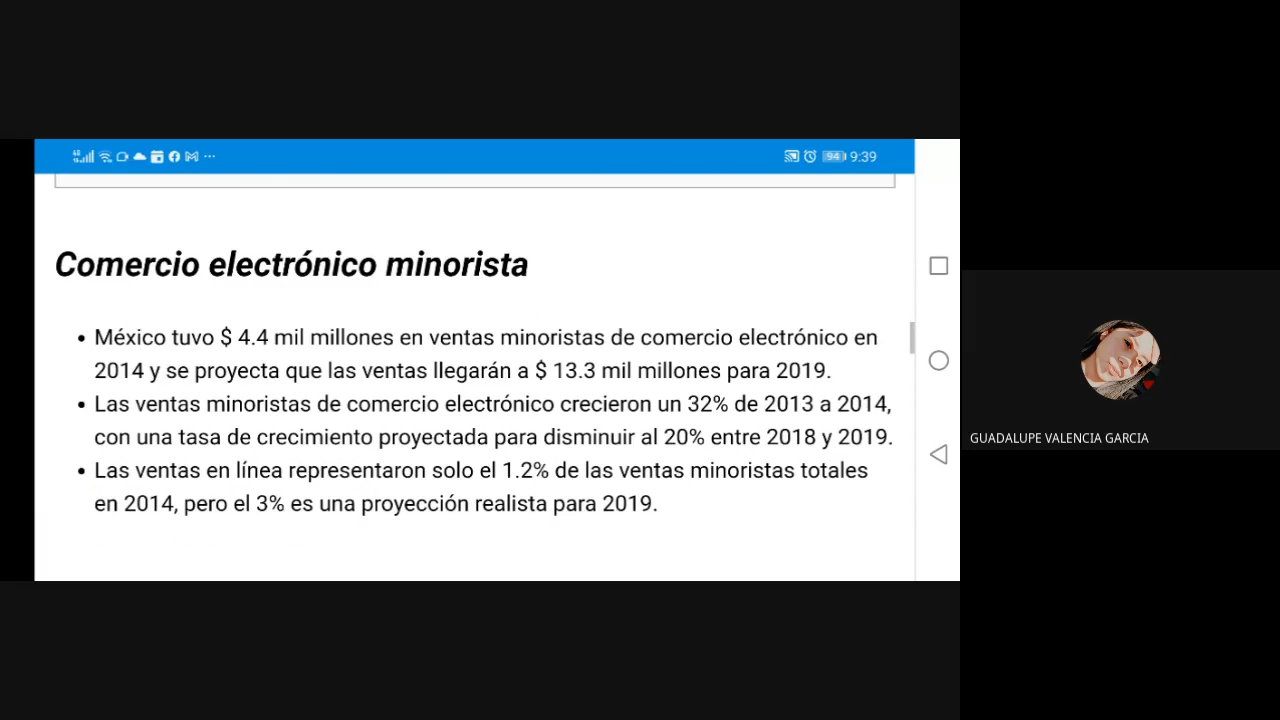 94 9:39
Comercio electrónico minorista
• México tuvo $ 4.4 mil millones en ventas minoristas de comercio electrónico en
2014 y se proyecta que las ventas llegarán a $ 13.3 mil millones para 2019.
• Las ventas minoristas de comercio electrónico crecieron un 32% de 2013 a 2014,
con una tasa de crecimiento proyectada para disminuir al 20% entre 2018 y 2019.
• Las ventas en línea representaron solo el 1.2% de las ventas minoristas totales
en 2014, pero el 3% es una proyección realista para 2019.
GUADALUPE VALENCIA GARCIA